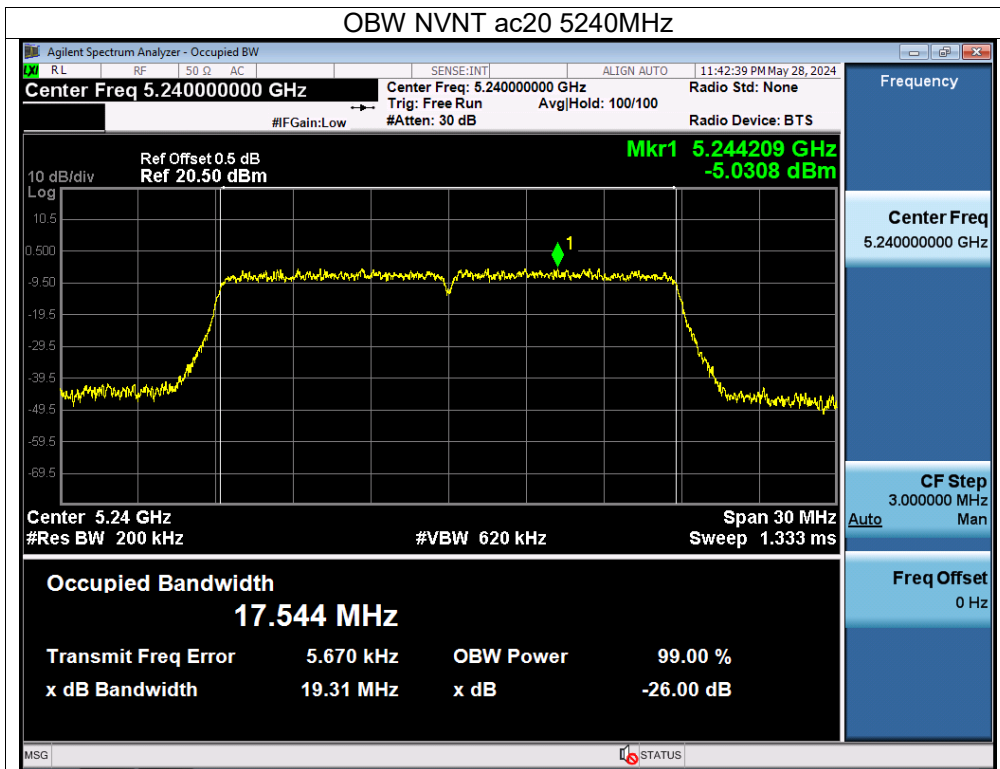 OBW NVNT ac20 5240MHz
Agilent Spectrum Analyzer - Occupied BW
LXI RL RF 50 Ω AC SENSE:INT ALIGN AUTO 11:42:39 PM May 28, 2024
Center Freq 5.240000000 GHz
Center Freq: 5.240000000 GHz
Radio Std: None
Trig: Free Run Avg|Hold: 100/100
#IFGain:Low
#Atten: 30 dB
Radio Device: BTS
Mkr1 5.244209 GHz
-5.0308 dBm
Ref Offset 0.5 dB
10 dB/div Ref 20.50 dBm
Log
10.5
0.500
-9.50
-19.5
-29.5
-39.5
-49.5
-59.5
-69.5
1
Center 5.24 GHz
Span 30 MHz
#Res BW 200 kHz
#VBW 620 kHz
Sweep 1.333 ms
Occupied Bandwidth
17.544 MHz
Transmit Freq Error 5.670 kHz OBW Power 99.00 %
x dB Bandwidth 19.31 MHz x dB -26.00 dB
Frequency
Center Freq
5.240000000 GHz
CF Step
3.000000 MHz
Auto Man
Freq Offset
0 Hz
MSG
STATUS